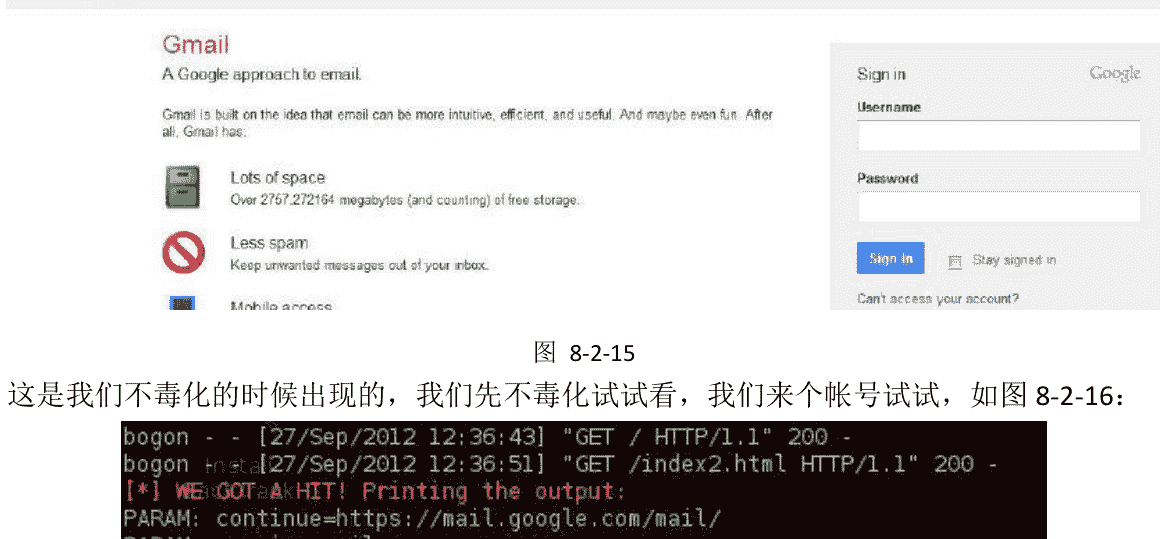 Gmail
A Google approach to email.
Gmail is built on the idea that email can be more intuitive, efficient, and useful. And maybe even fun. After
all, Gmail has:
Lots of space
Over 2757.272164 megabytes (and counting) of free storage.
Less spam
Keep unwanted messages out of your inbox.
Mobile access
Sign in
Google
Username
Password
Sign in
Stay signed in
Can't access your account?
图 8-2-15
这是我们不毒化的时候出现的，我们先不毒化试试看，我们来个帐号试试，如图 8-2-16：
bogon - - [27/Sep/2012 12:36:43] "GET / HTTP/1.1" 200 -
bogon - - [27/Sep/2012 12:36:51] "GET /index2.html HTTP/1.1" 200 -
[*] WE GOT A HIT! Printing the output:
PARAM: continue=https://mail.google.com/mail/